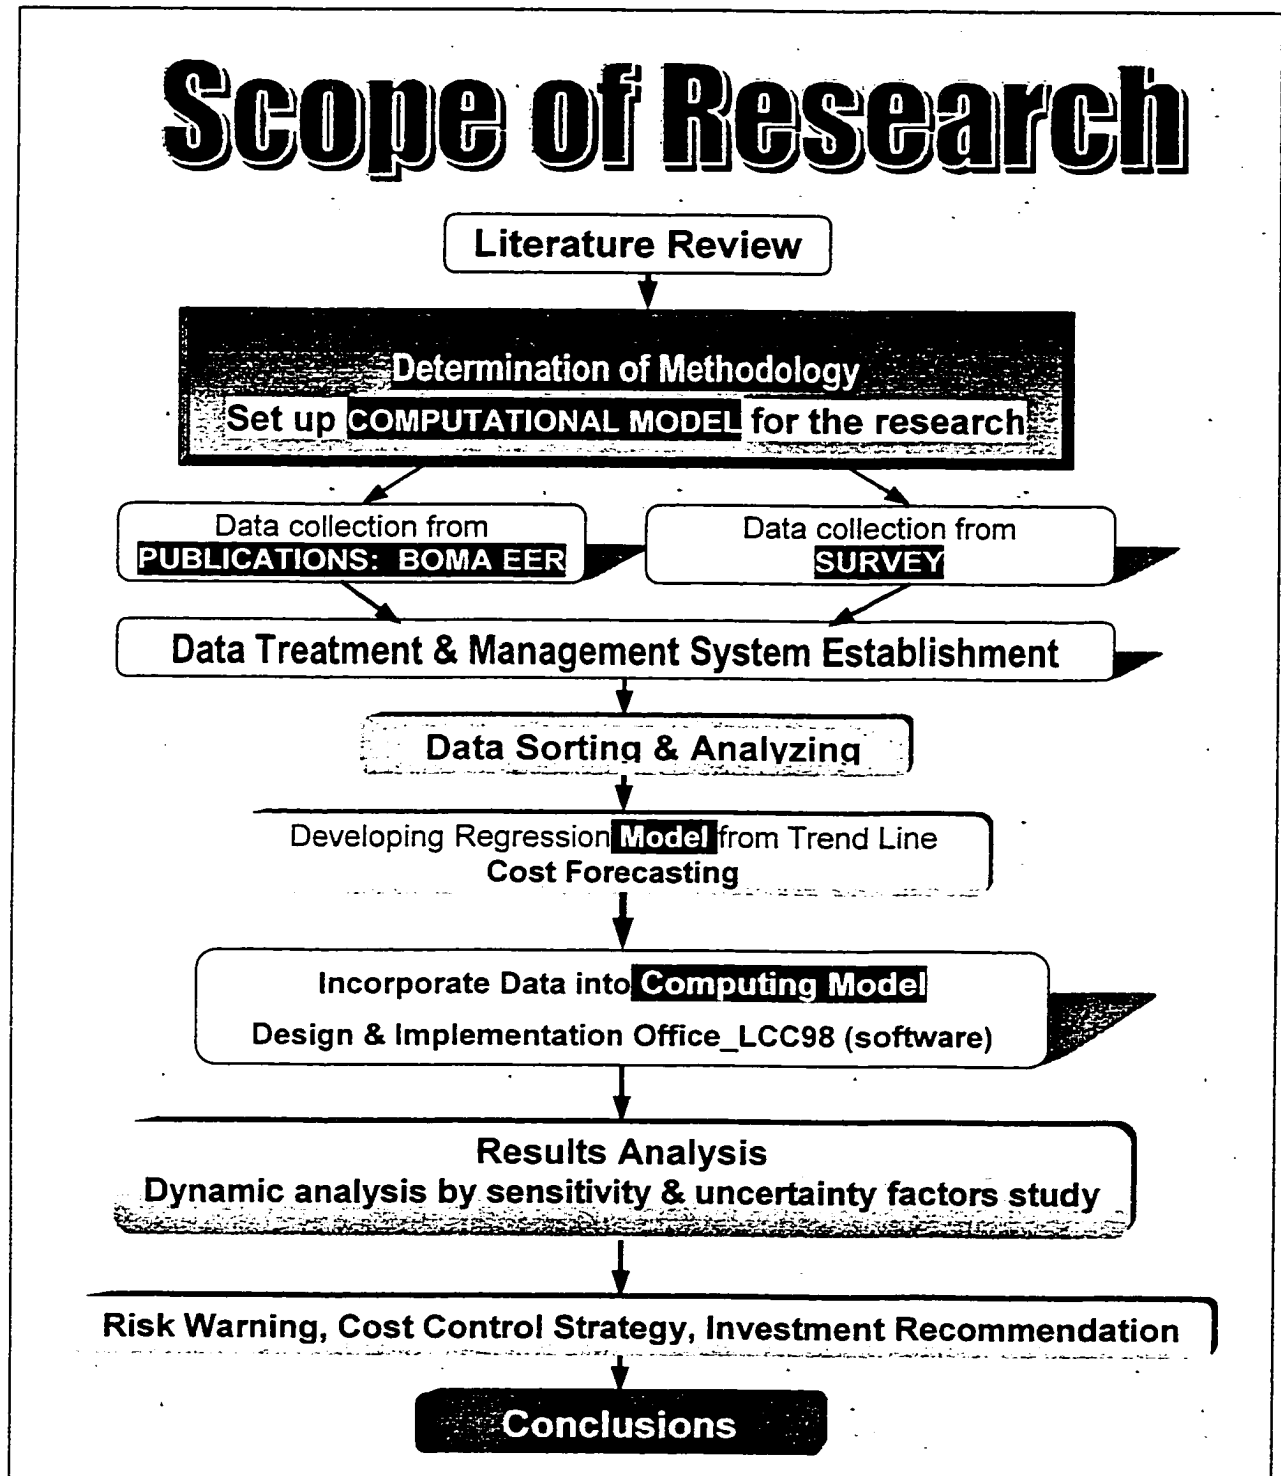 Scope of Research
Literature Review
Determination of Methodology
Set up COMPUTATIONAL MODEL for the research
Data collection from
PUBLICATIONS: BOMA EER
Data collection from
SURVEY
Data Treatment & Management System Establishment
Data Sorting & Analyzing
Developing Regression Model from Trend Line
Cost Forecasting
Incorporate Data into Computing Model
Design & Implementation Office_LCC98 (software)
Results Analysis
Dynamic analysis by sensitivity & uncertainty factors study
Risk Warning, Cost Control Strategy, Investment Recommendation
Conclusions